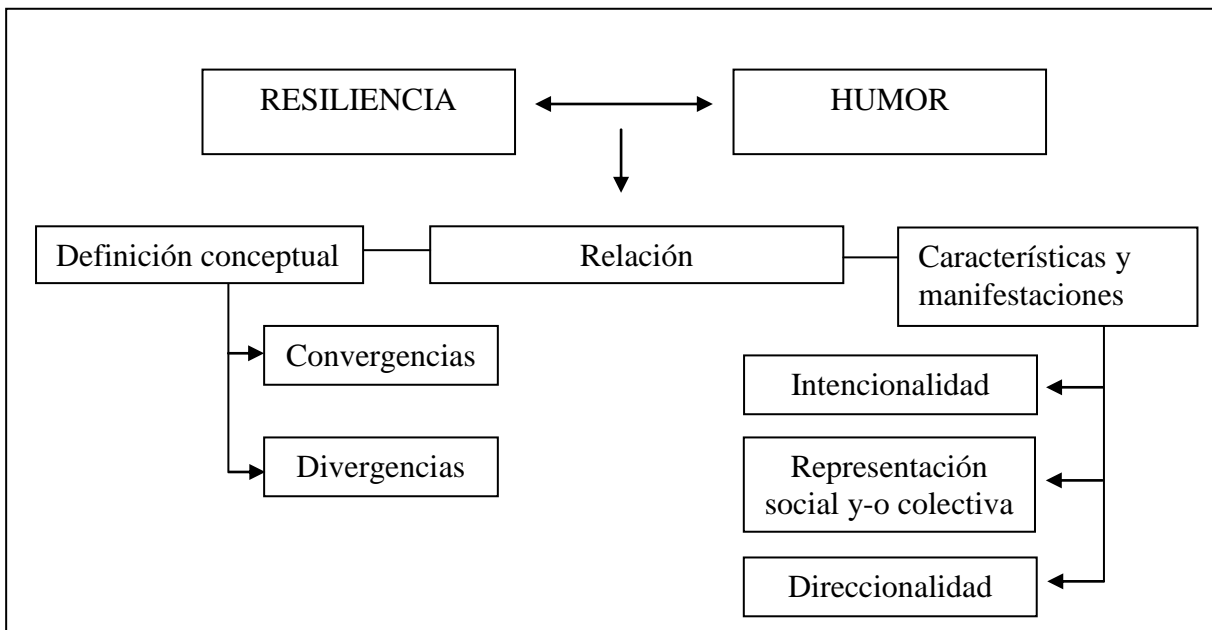 RESILIENCIA
HUMOR
Definición conceptual
Relación
Características y
manifestaciones
Convergencias
Divergencias
Intencionalidad
Representación
social y-o colectiva
Direccionalidad